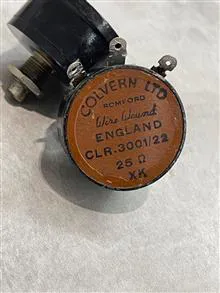 COLVERN LTD
ROMFORD
Wire Wound
ENGLAND
CLR.3001/22
25 Ω
XK